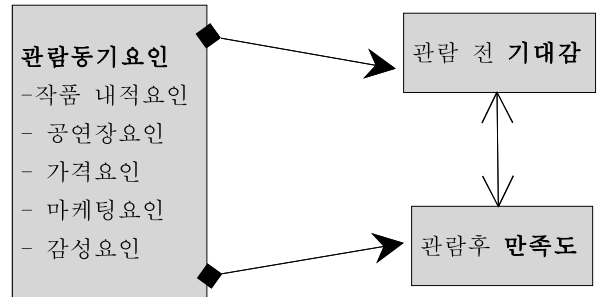 관람동기요인
-작품 내적요인
- 공연장요인
- 가격요인
- 마케팅요인
- 감성요인
관람 전 기대감
관람후 만족도